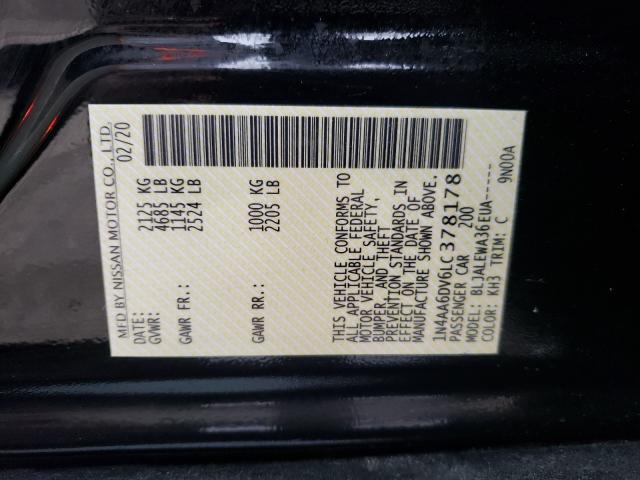 MFD BY NISSAN MOTOR CO., LTD.
DATE: 02/20
GVWR: 2125 KG
4685 LB
GAWR FR: 1145 KG
2524 LB
GAWR RR: 1000 KG
2205 LB
THIS VEHICLE CONFORMS TO
ALL APPLICABLE FEDERAL
MOTOR VEHICLE SAFETY,
BUMPER, AND THEFT
PREVENTION STANDARDS IN
EFFECT ON THE DATE OF
MANUFACTURE SHOWN ABOVE.
1N4AA6DV6LC378178
PASSENGER CAR 200
MODEL: BLJALEWA36EUA-----
COLOR: KH3 TRIM: C 9N00A